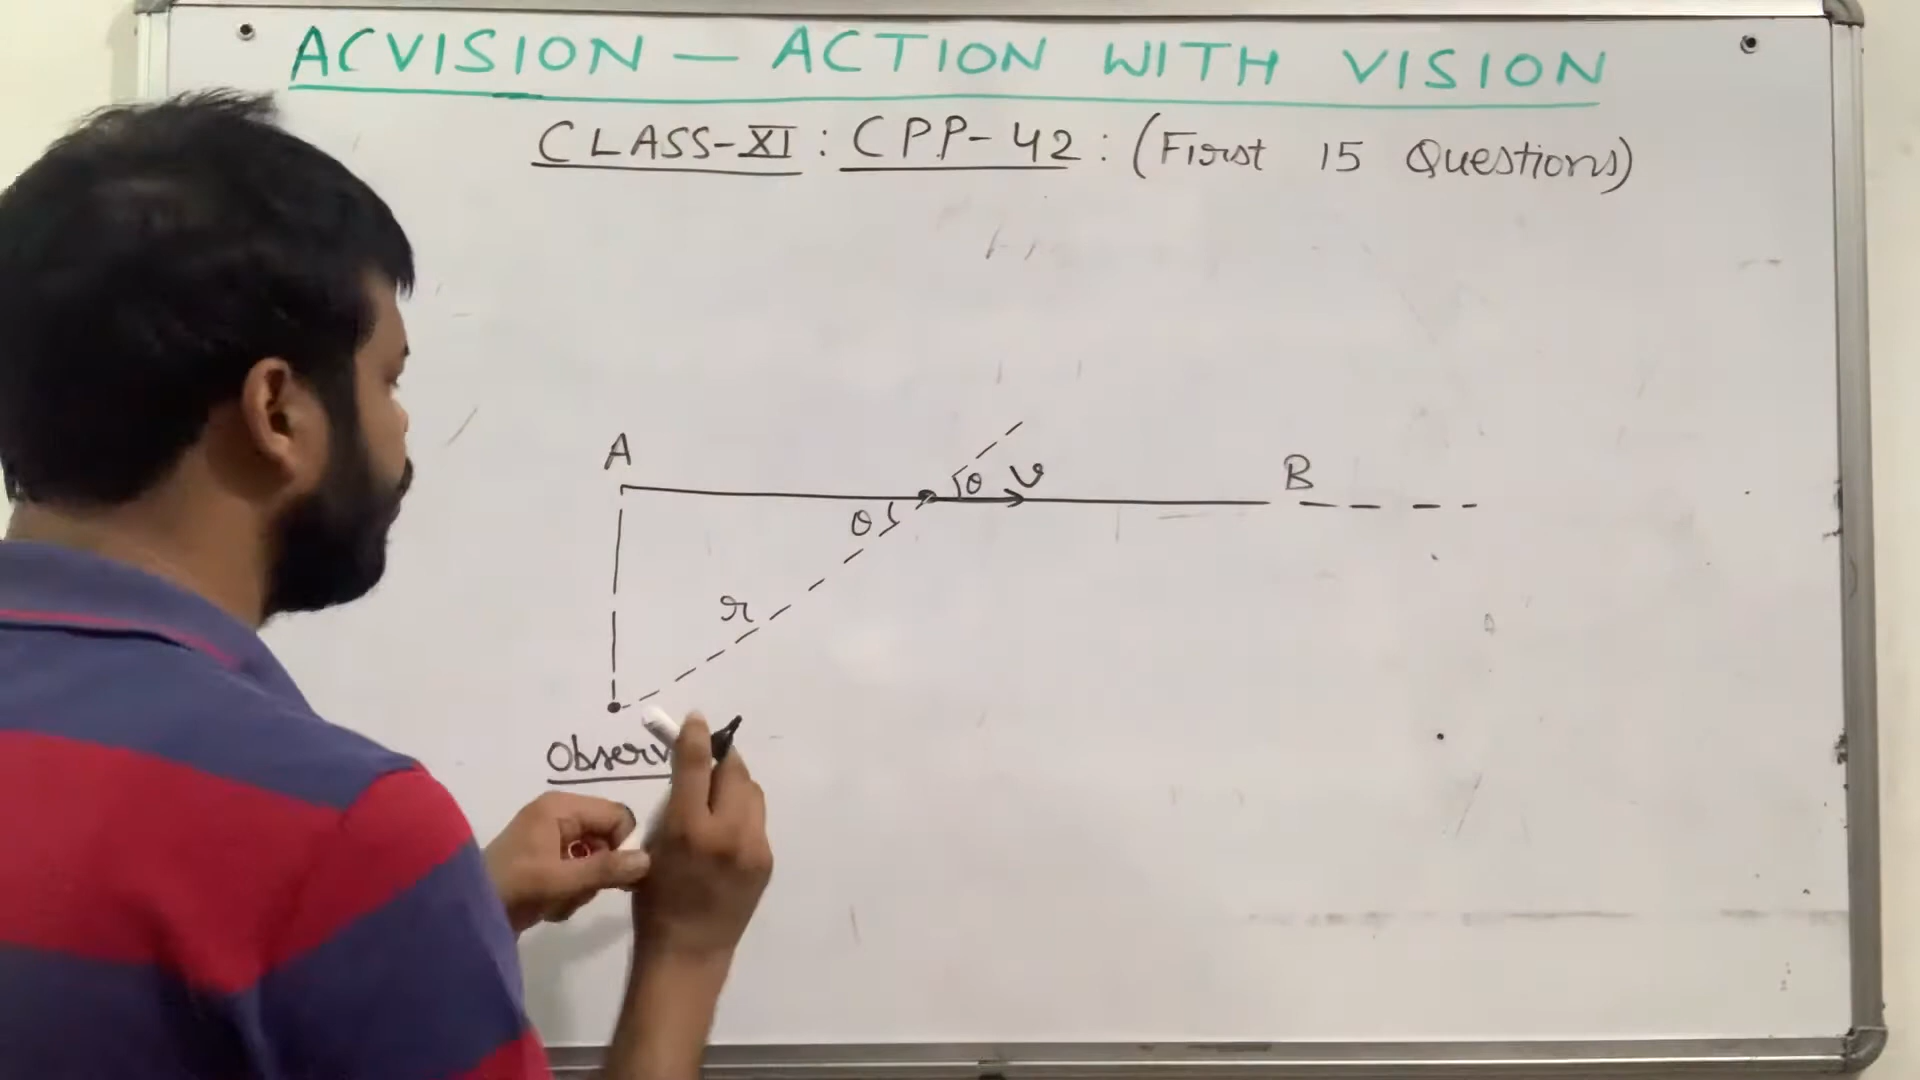 ACVISION — ACTION WITH VISION
CLASS-XI : CPP-42 : (First 15 Questions)
A
θ v
B
θ
r